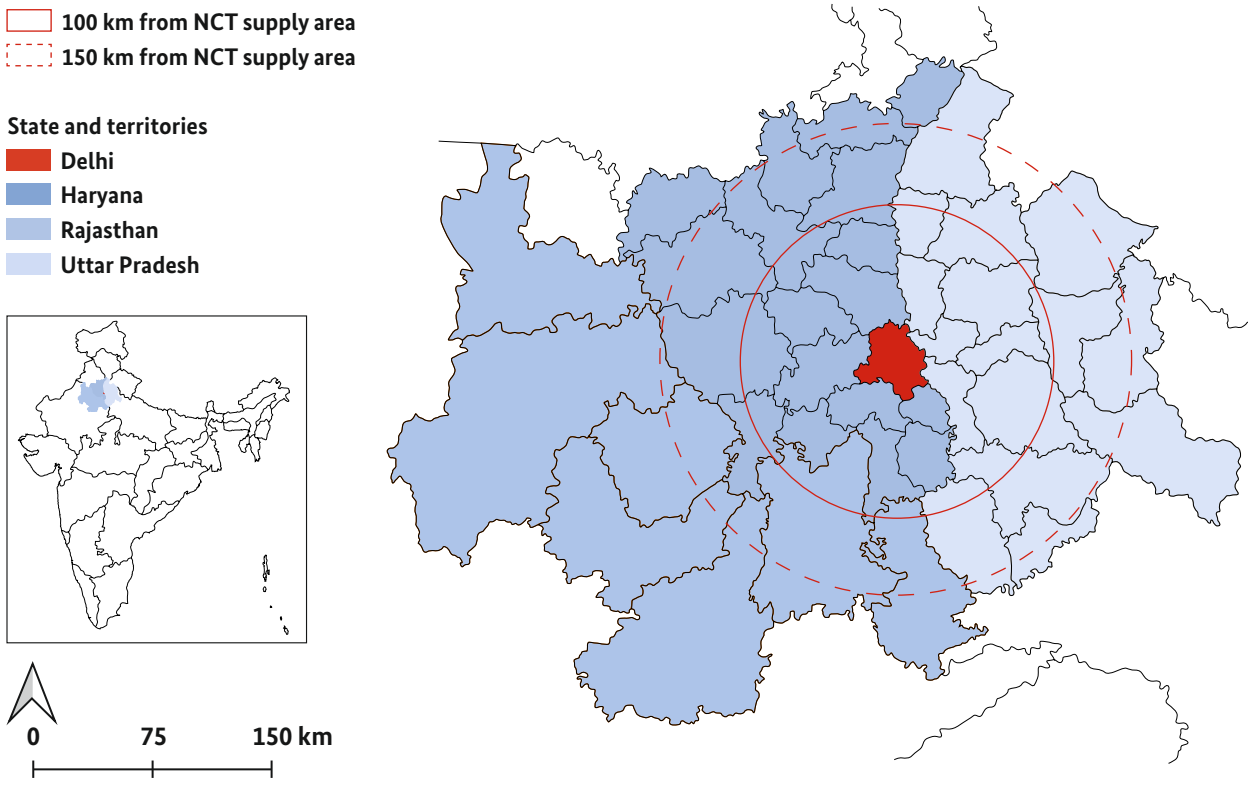 100 km from NCT supply area
150 km from NCT supply area
State and territories
Delhi
Haryana
Rajasthan
Uttar Pradesh
0 75 150 km